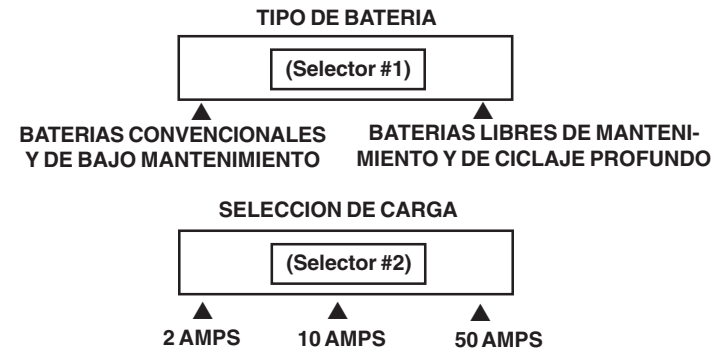 TIPO DE BATERIA
(Selector #1)
BATERIAS CONVENCIONALES
Y DE BAJO MANTENIMIENTO
BATERIAS LIBRES DE MANTENI-
MIENTO Y DE CICLAJE PROFUNDO
SELECCION DE CARGA
(Selector #2)
2 AMPS
10 AMPS
50 AMPS